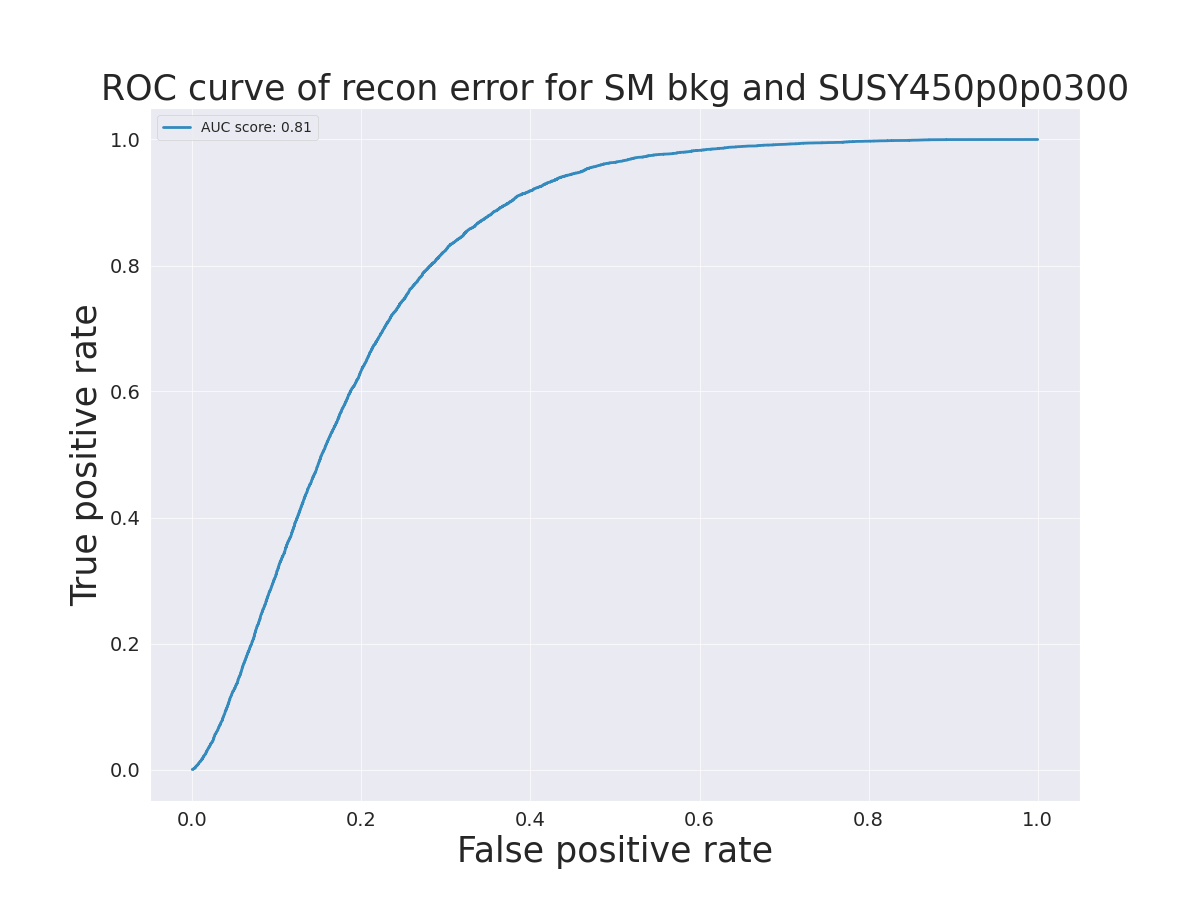 ROC curve of recon error for SM bkg and SUSY450p0p0300
AUC score: 0.81
1.0
0.8
0.6
0.4
0.2
0.0
True positive rate
0.0 0.2 0.4 0.6 0.8 1.0
False positive rate